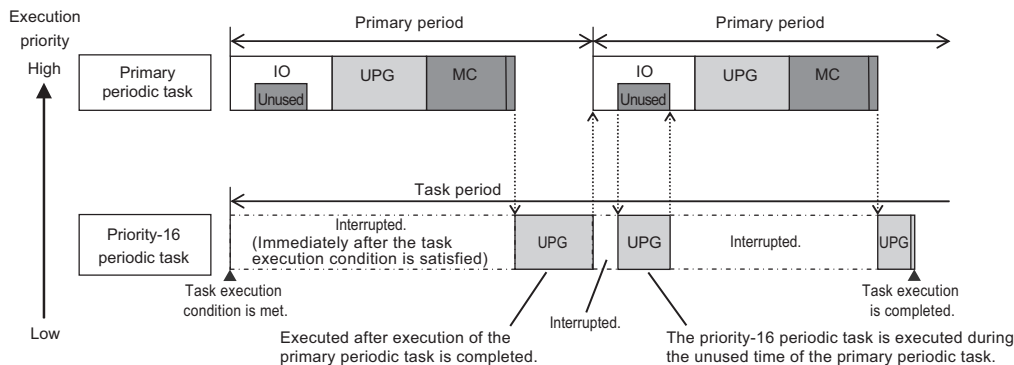 Execution
priority
High
Low
Primary period
Primary period
Primary
periodic task
IO
Unused
UPG
MC
IO
Unused
UPG
MC
Task period
Priority-16
periodic task
Interrupted.
(Immediately after the task
execution condition is satisfied)
UPG
UPG
Interrupted.
UPG
Task execution
condition is met.
Executed after execution of the
primary periodic task is completed.
Interrupted.
The priority-16 periodic task is executed during
the unused time of the primary periodic task.
Task execution
is completed.